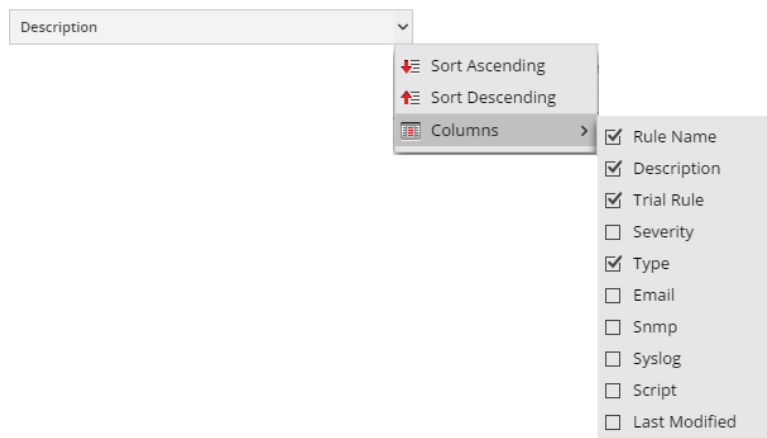 Description
Sort Ascending
Sort Descending
Columns
Rule Name
Description
Trial Rule
Severity
Type
Email
Snmp
Syslog
Script
Last Modified